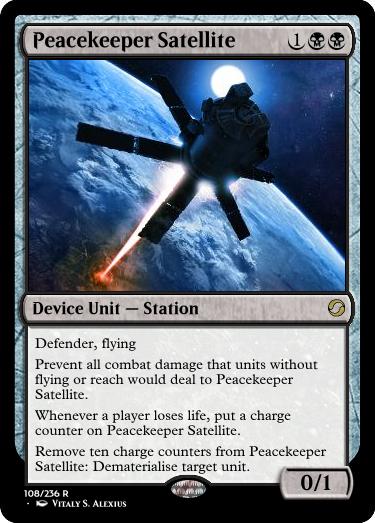 Peacekeeper Satellite 1
Device Unit — Station
Defender, flying
Prevent all combat damage that units without
flying or reach would deal to Peacekeeper
Satellite.
Whenever a player loses life, put a charge
counter on Peacekeeper Satellite.
Remove ten charge counters from Peacekeeper
Satellite: Dematerialise target unit.
0/1
108/236 R
· Vitaly S. Alexius